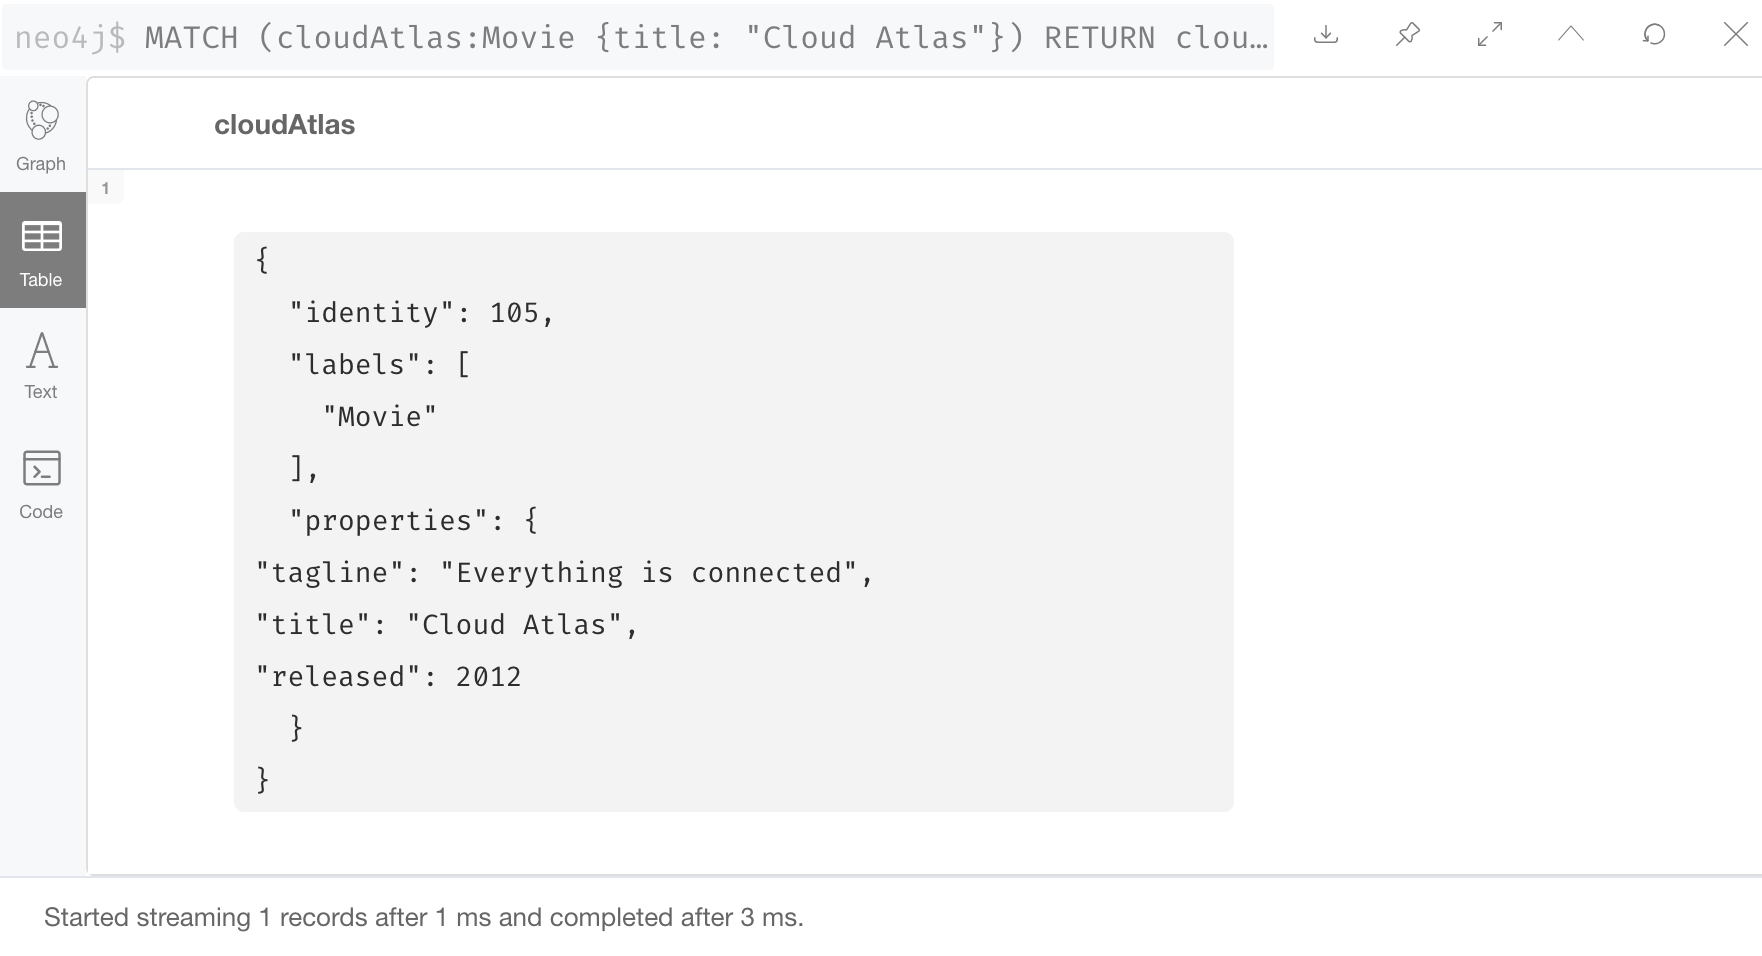 neo4j$ MATCH (cloudAtlas:Movie {title: "Cloud Atlas"}) RETURN clou…
Graph
Table
Text
Code
cloudAtlas
1
{
"identity": 105,
"labels": [
"Movie"
],
"properties": {
"tagline": "Everything is connected",
"title": "Cloud Atlas",
"released": 2012
}
}
Started streaming 1 records after 1 ms and completed after 3 ms.